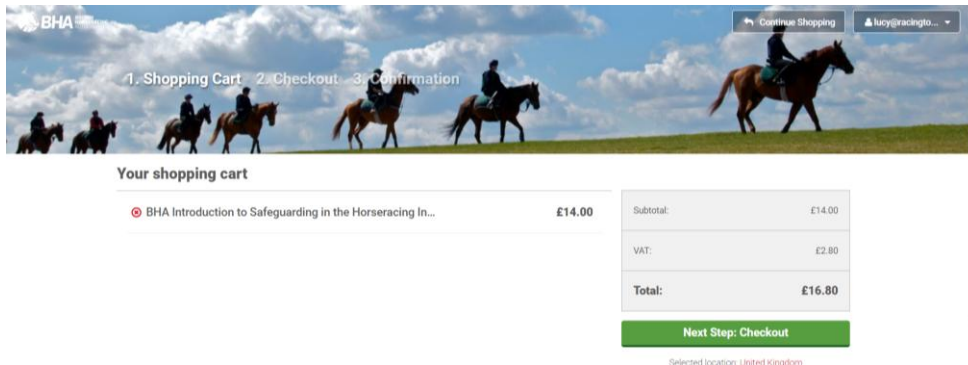 BHA
Continue Shopping
lucy@racingto...
1. Shopping Cart 2. Checkout 3. Confirmation
Your shopping cart
BHA Introduction to Safeguarding in the Horseracing In...
£14.00
Subtotal:
£14.00
VAT:
£2.80
Total:
£16.80
Next Step: Checkout
Selected location: United Kingdom